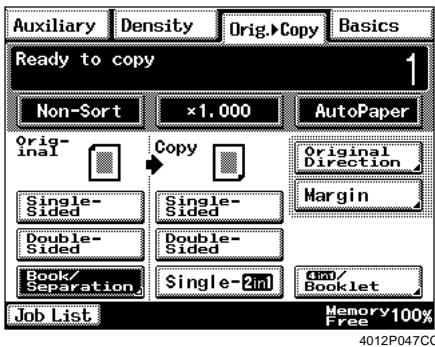 Auxiliary Density Orig.▶Copy Basics
Ready to copy 1
Non-Sort ×1.000 AutoPaper
Orig-
inal
Copy
Original
Direction
Single-
Sided
Single-
Sided
Margin
Double-
Sided
Double-
Sided
Book/
Separation
Single-2in1
4in1/
Booklet
Job List
Memory
Free 100%
4012P047CC